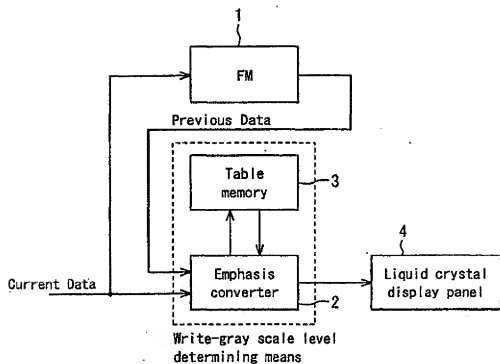 1
FM
Previous Data
Table
memory
3
4
Current Data
Emphasis
converter
Liquid crystal
display panel
2
Write-gray scale level
determining means